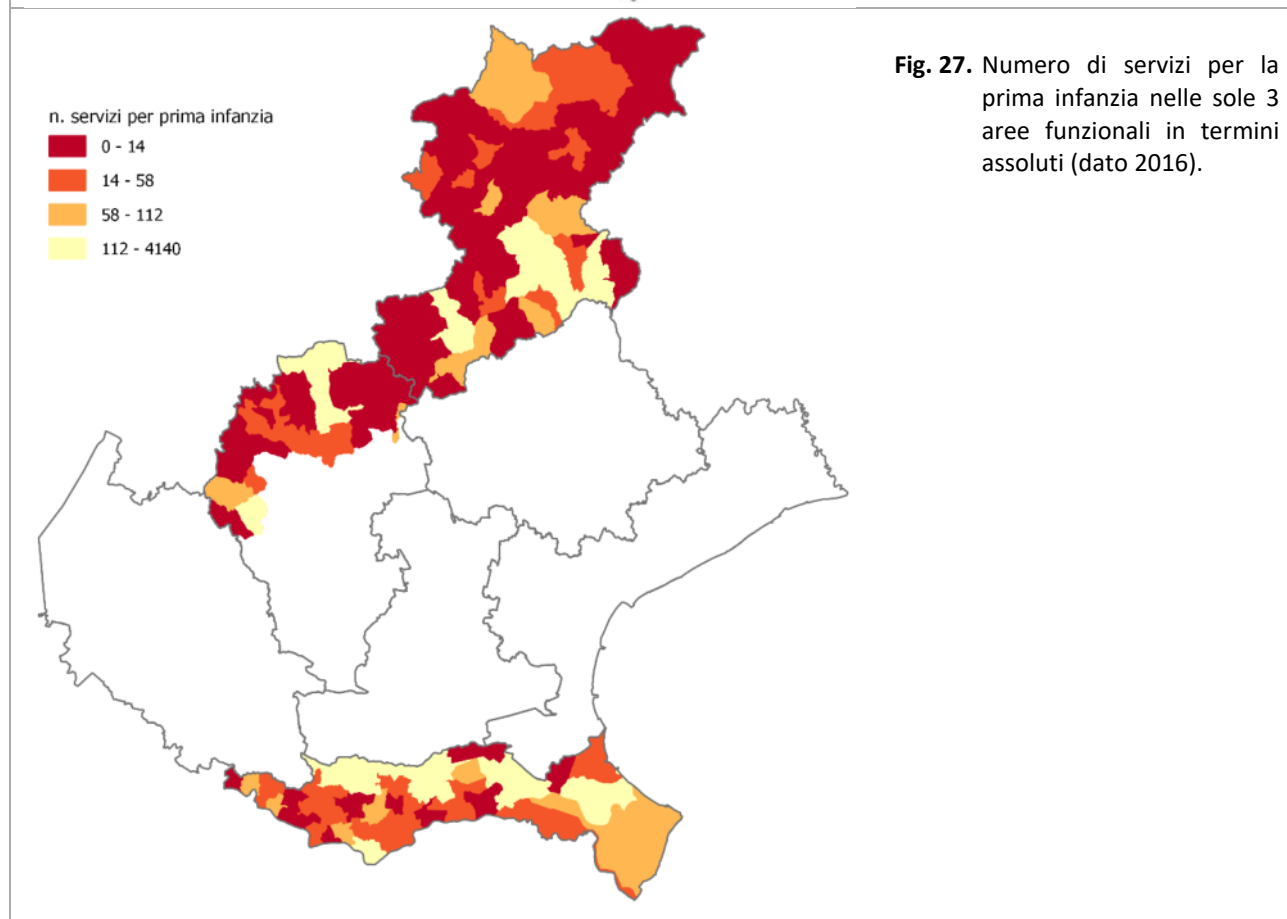 n. servizi per prima infanzia
0 - 14
14 - 58
58 - 112
112 - 4140
Fig. 27. Numero di servizi per la
prima infanzia nelle sole 3
aree funzionali in termini
assoluti (dato 2016).